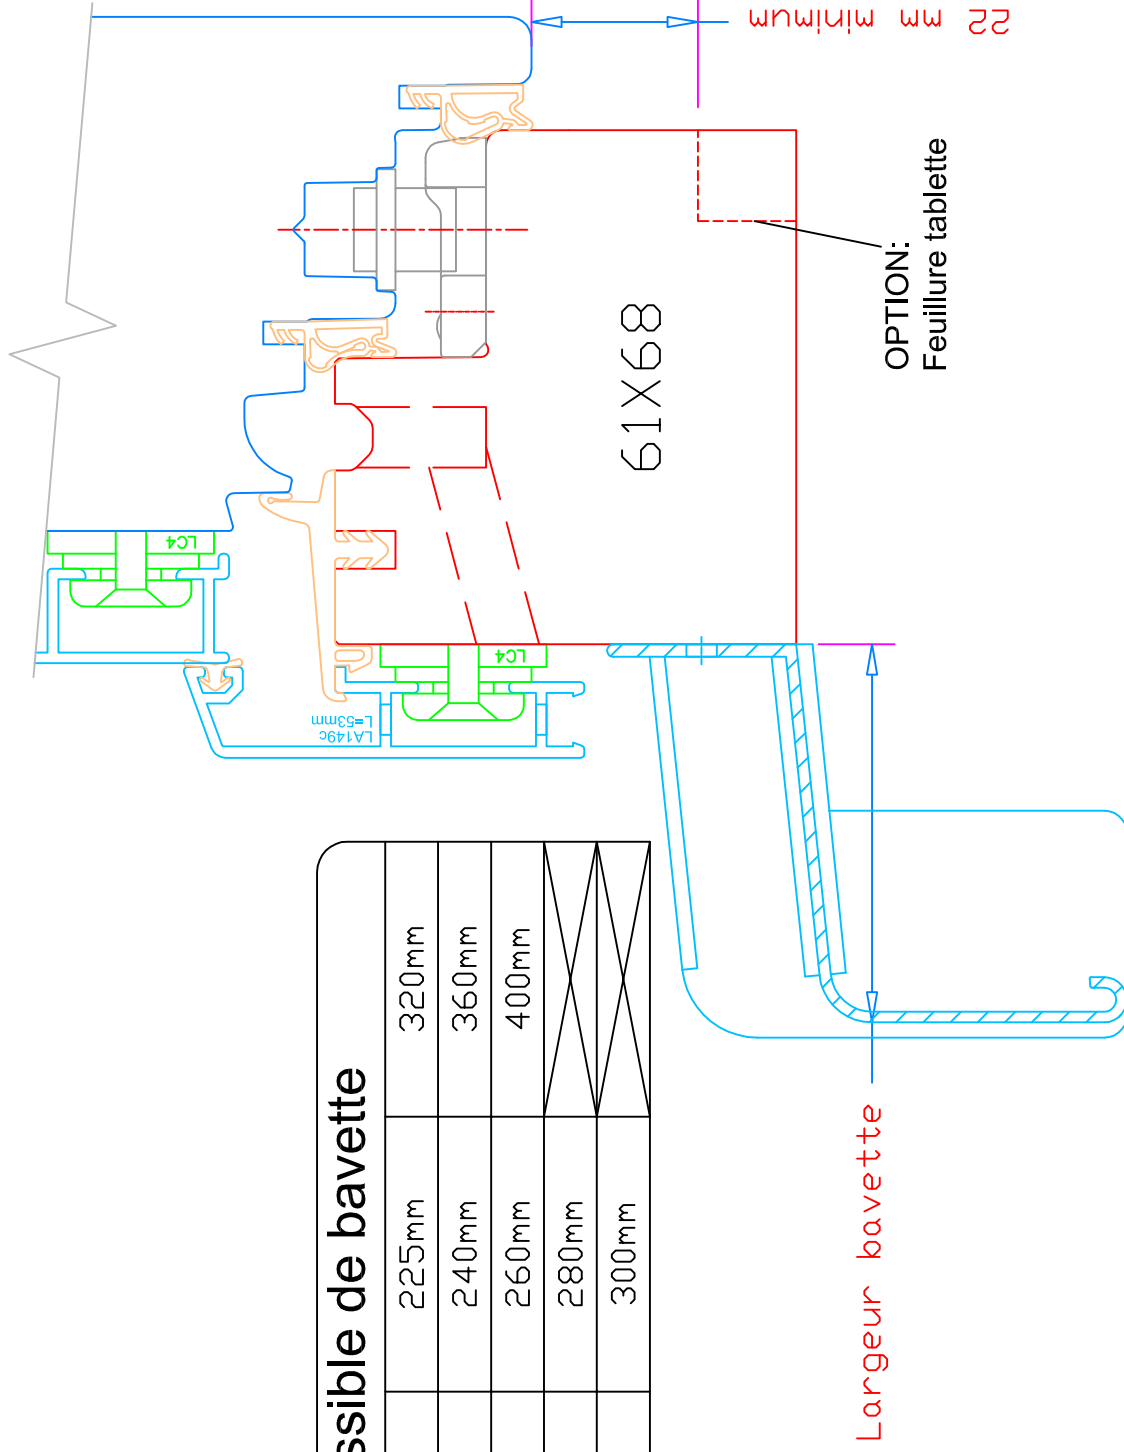 22 mm minimum
OPTION:
Feuillure tablette
61X68
LC4
LC4
LA149c
L=53mm
ssible de bavette
225mm 320mm
240mm 360mm
260mm 400mm
280mm
300mm
Largeur bavette